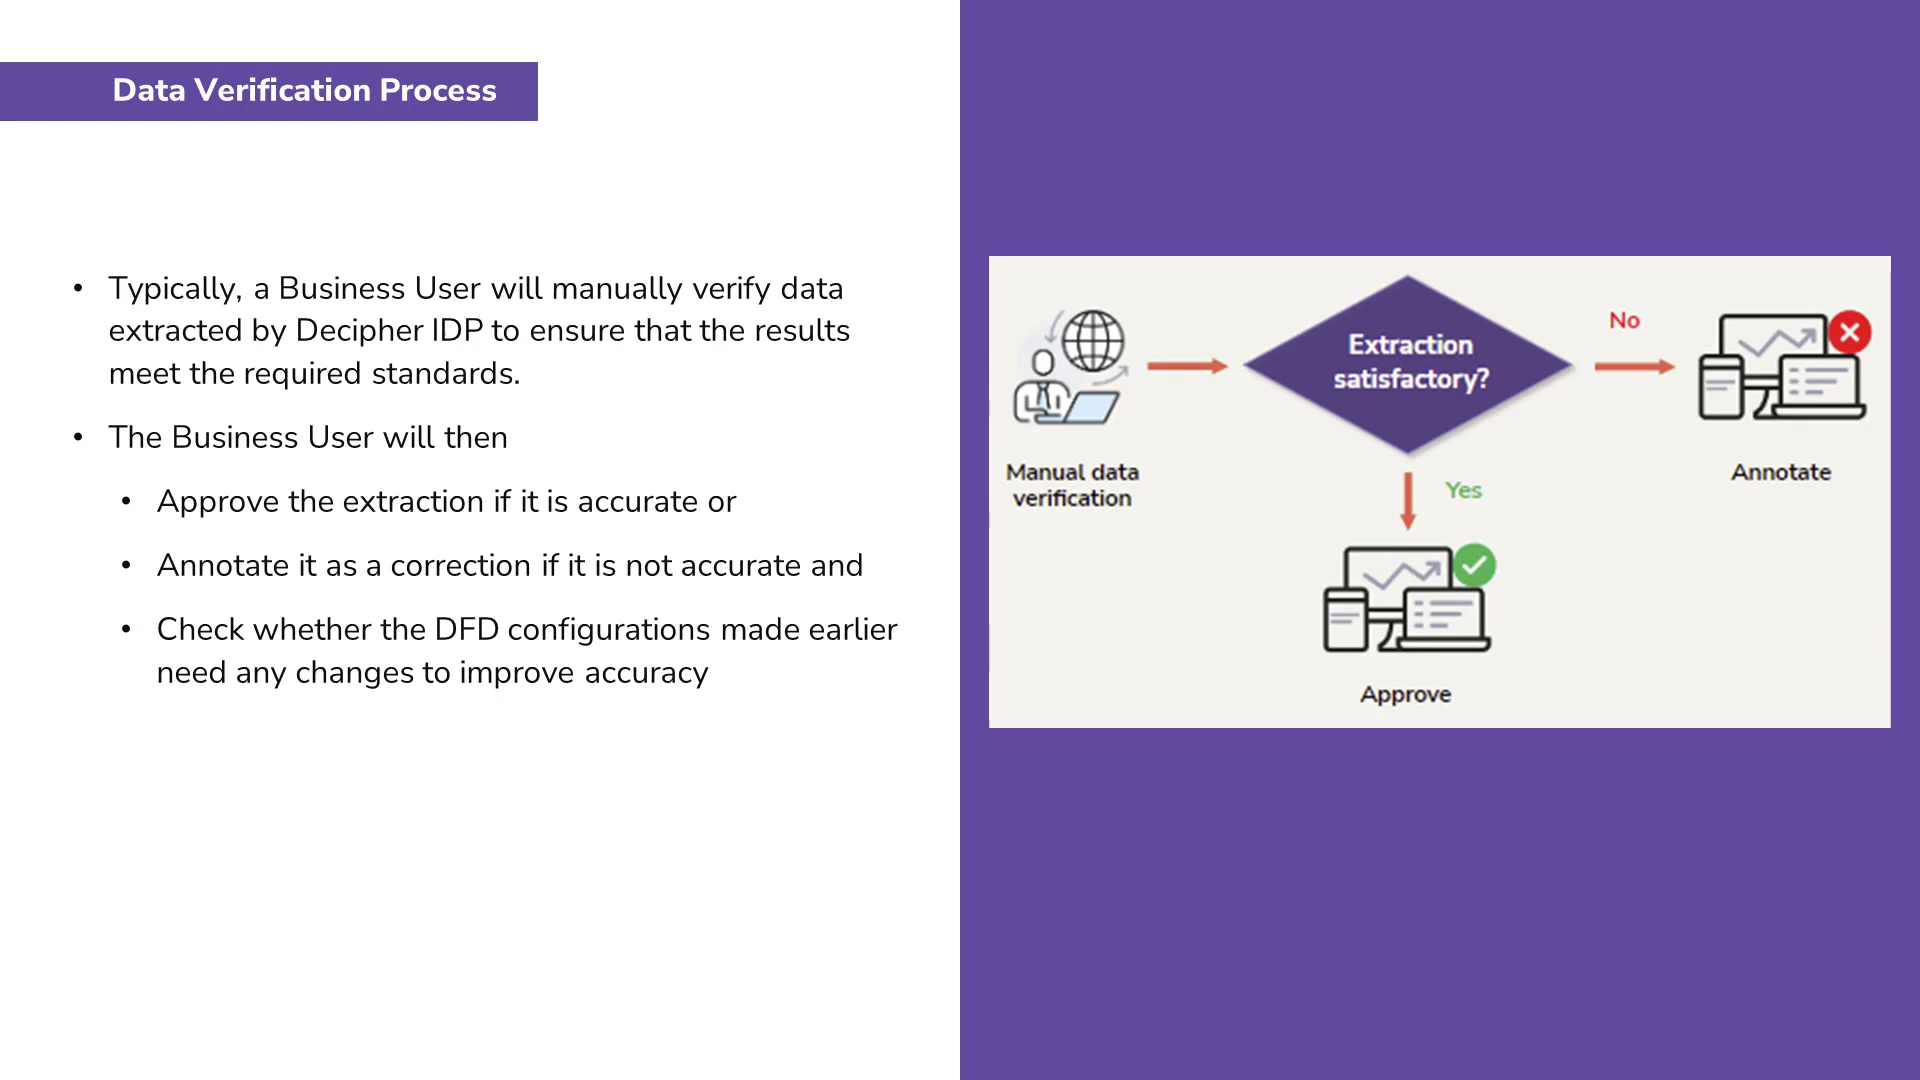 Data Verification Process
• Typically, a Business User will manually verify data
extracted by Decipher IDP to ensure that the results
meet the required standards.
• The Business User will then
• Approve the extraction if it is accurate or
• Annotate it as a correction if it is not accurate and
• Check whether the DFD configurations made earlier
need any changes to improve accuracy
Manual data
verification
Extraction
satisfactory?
No
Annotate
Yes
Approve